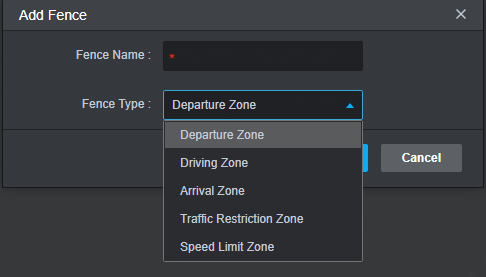 Add Fence
Fence Name :
*
Fence Type :
Departure Zone
Departure Zone
Driving Zone
Cancel
Arrival Zone
Traffic Restriction Zone
Speed Limit Zone